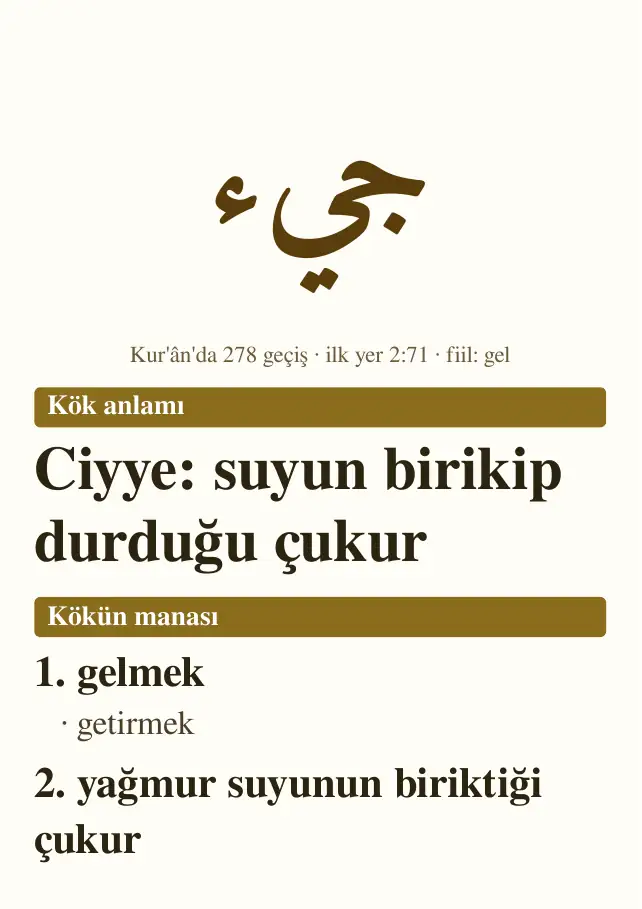 جيء
Kur'ân'da 278 geçiş · ilk yer 2:71 · fiil: gel
Kök anlamı
Ciyye: suyun birikip
durduğu çukur
Kökün manası
1. gelmek
· getirmek
2. yağmur suyunun biriktiği
çukur